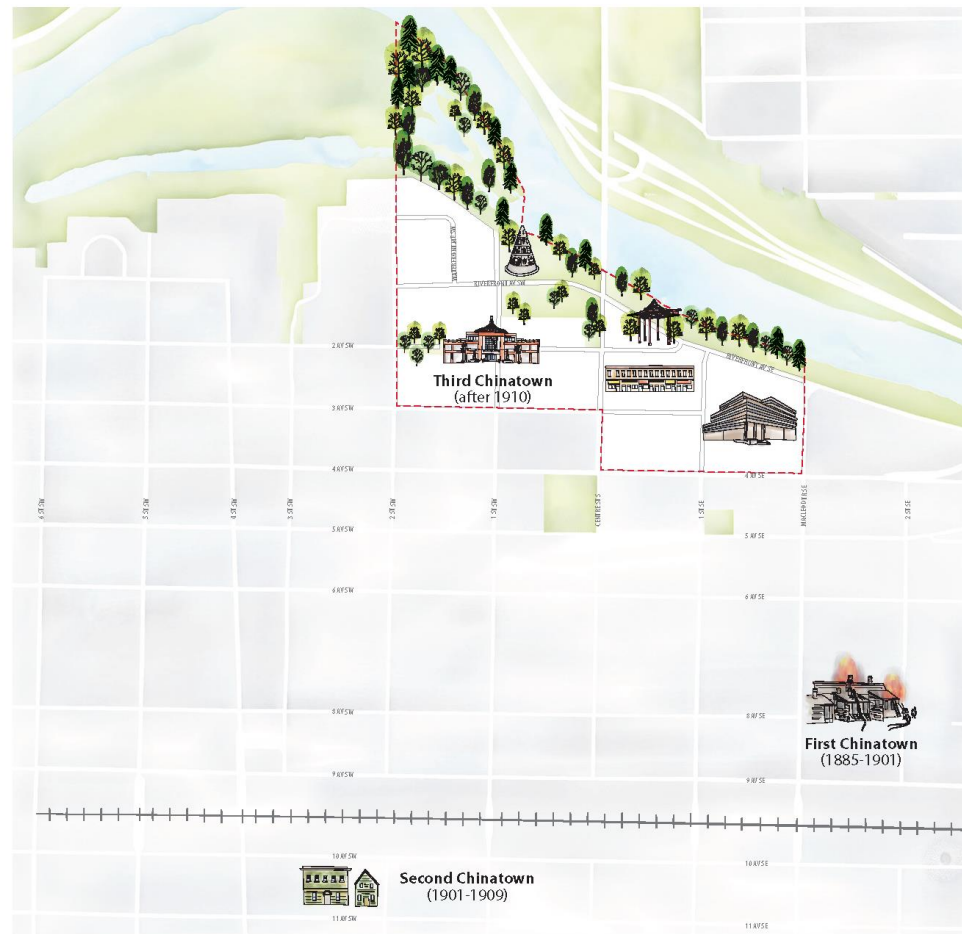 WATERFRONT AV SW
RIVERFRONT AV SW
2 AV SW
RIVERFRONT AV SE
Third Chinatown
(after 1910)
3 AV SW
4 AV SW
4 AV SE
6 ST SW
5 ST SW
4 ST SW
3 ST SW
2 ST SW
1 ST SW
CENTRE ST S
1 ST SE
MACLEOD TR SE
2 ST SE
5 AV SW
5 AV SE
6 AV SW
6 AV SE
8 AV SW
8 AV SE
First Chinatown
(1885-1901)
9 AV SW
9 AV SE
10 AV SW
10 AV SE
Second Chinatown
(1901-1909)
11 AV SW
11 AV SE